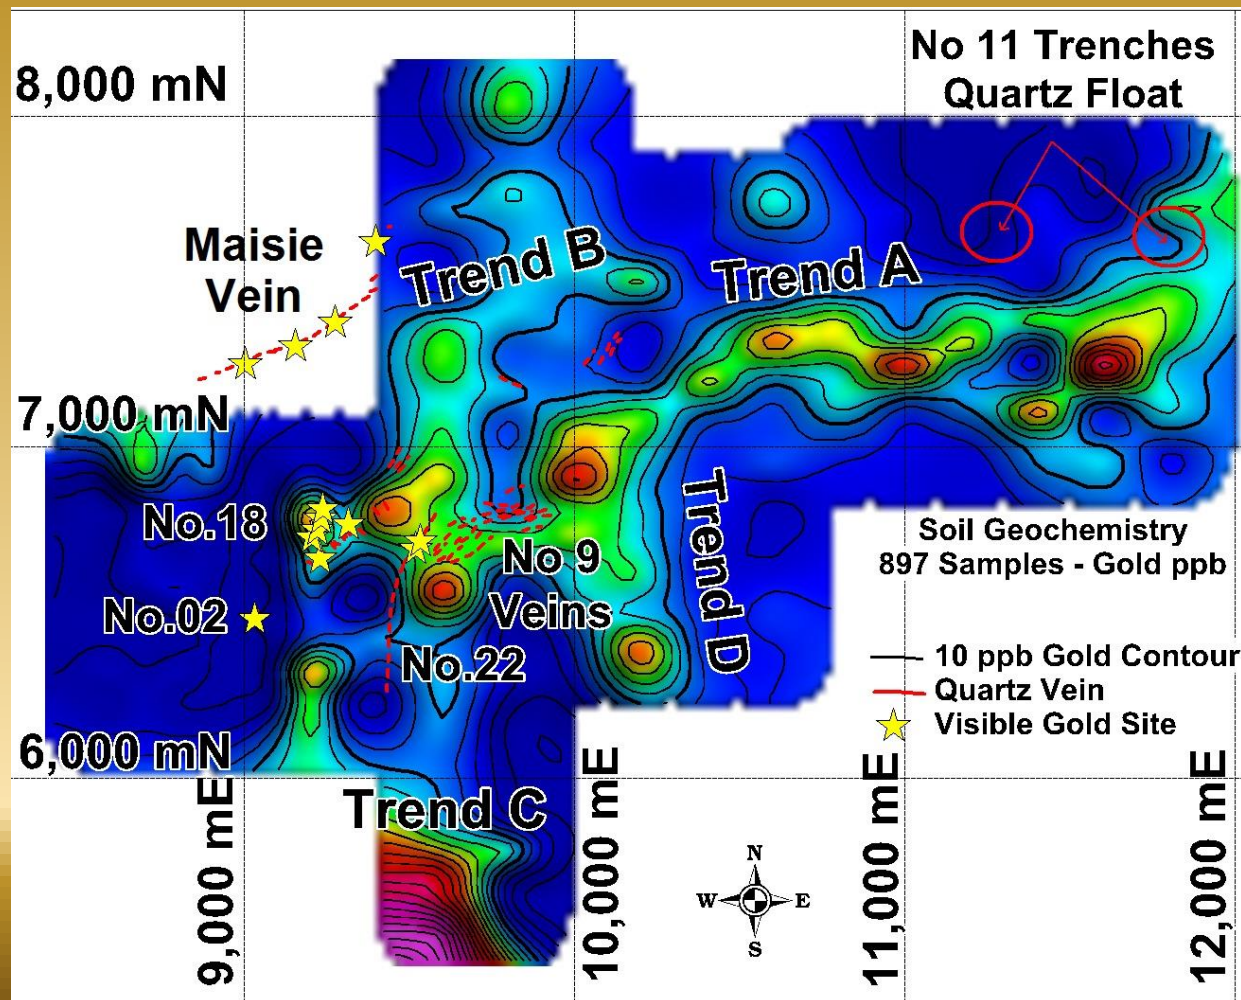 No 11 Trenches
Quartz Float
8,000 mN
Maisie
Vein
Trend B
Trend A
7,000 mN
No.18
No.02
No 9
Veins
No.22
Trend D
Soil Geochemistry
897 Samples - Gold ppb
10 ppb Gold Contour
Quartz Vein
Visible Gold Site
6,000 mN
Trend C
9,000 mE
10,000 mE
11,000 mE
12,000 mE
N
W E
S